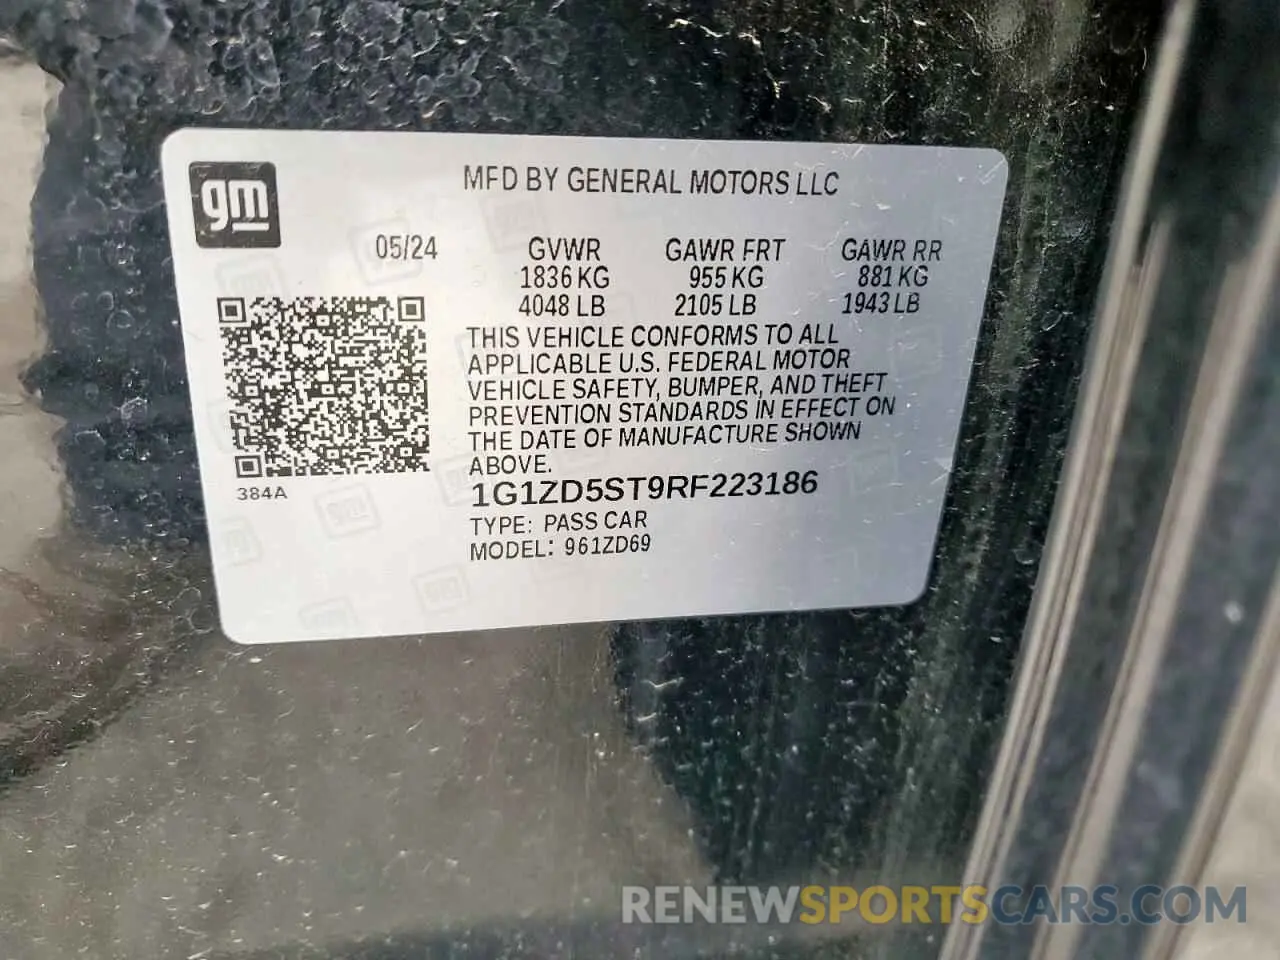 gm
MFD BY GENERAL MOTORS LLC
05/24 GVWR GAWR FRT GAWR RR
1836 KG 955 KG 881 KG
4048 LB 2105 LB 1943 LB
THIS VEHICLE CONFORMS TO ALL
APPLICABLE U.S. FEDERAL MOTOR
VEHICLE SAFETY, BUMPER, AND THEFT
PREVENTION STANDARDS IN EFFECT ON
THE DATE OF MANUFACTURE SHOWN
ABOVE.
384A
1G1ZD5ST9RF223186
TYPE: PASS CAR
MODEL: 961ZD69
RENEWSPORTSCARS.COM